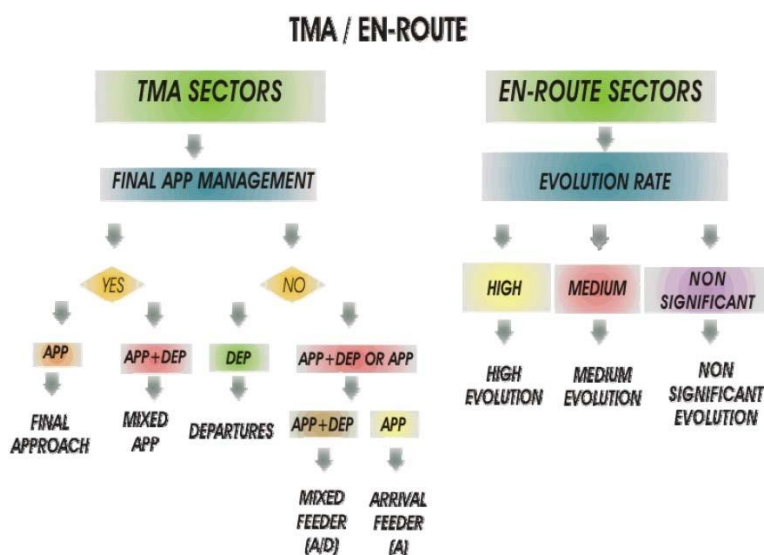 TMA / EN-ROUTE
TMA SECTORS
FINAL APP MANAGEMENT
YES
NO
APP
APP+DEP
DEP
APP+DEP OR APP
FINAL
APPROACH
MIXED
APP
DEPARTURES
APP+DEP
APP
MIXED
FEEDER
(A/D)
ARRIVAL
FEEDER
(A)
EN-ROUTE SECTORS
EVOLUTION RATE
HIGH
MEDIUM
NON
SIGNIFICANT
HIGH
EVOLUTION
MEDIUM
EVOLUTION
NON
SIGNIFICANT
EVOLUTION